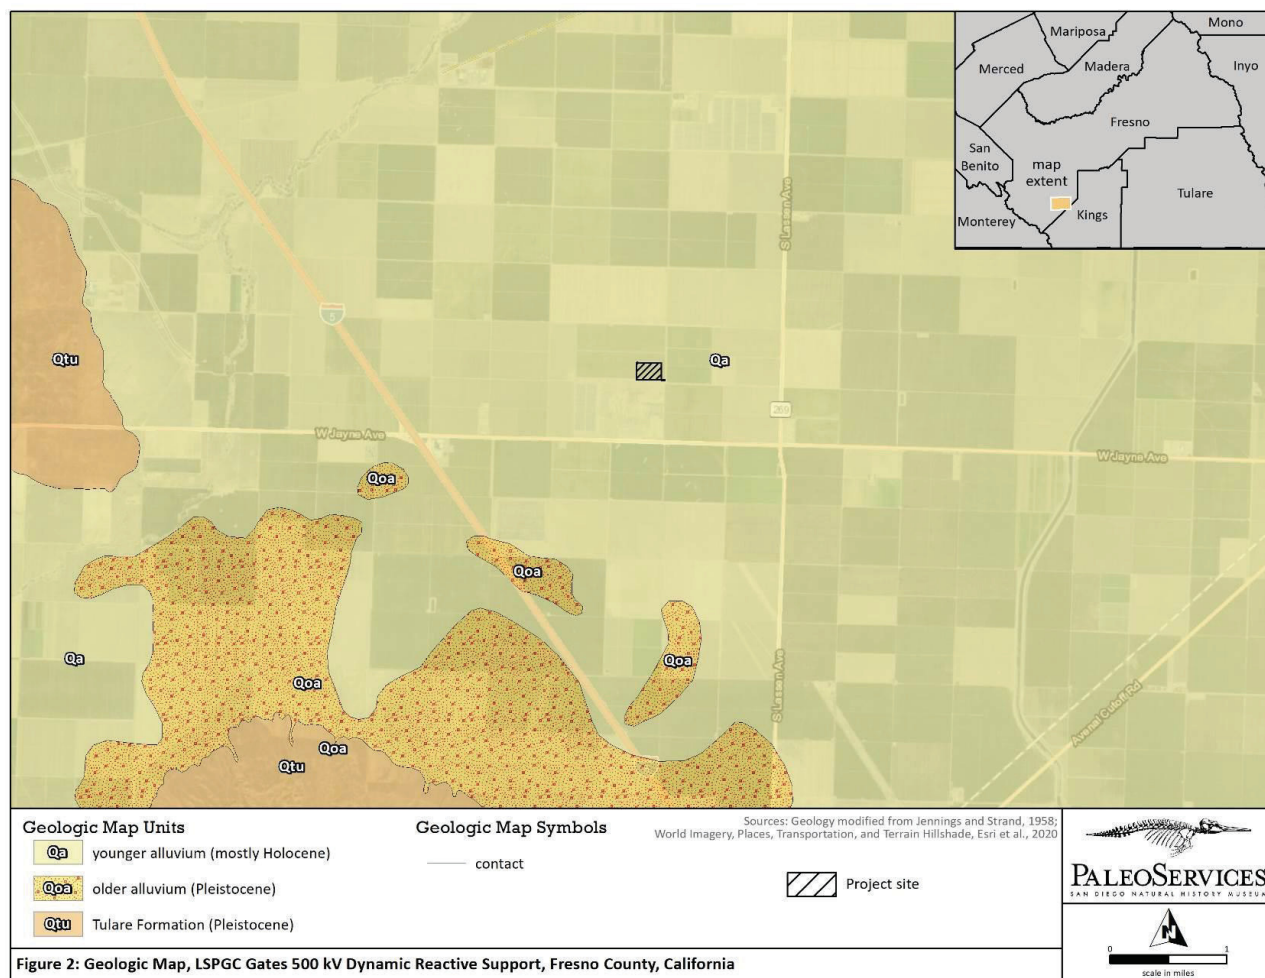 Mono
Mariposa
Merced
Madera
Inyo
Fresno
San
Benito
map
extent
Tulare
Monterey
Kings
S Lassen Ave
5
Qtu
Qa
269
W Jayne Ave
W Jayne Ave
Qoa
Qoa
Qa
Qoa
Qoa
S Lassen Ave
Avenal Cutoff Rd
Qoa
Qtu
Geologic Map Units
Qa younger alluvium (mostly Holocene)
Qoa older alluvium (Pleistocene)
Qtu Tulare Formation (Pleistocene)
Geologic Map Symbols
contact
Sources: Geology modified from Jennings and Strand, 1958;
World Imagery, Places, Transportation, and Terrain Hillshade, Esri et al., 2020
Project site
PALEOSERVICES
SAN DIEGO NATURAL HISTORY MUSEUM
N
0 1
scale in miles
Figure 2: Geologic Map, LSPGC Gates 500 kV Dynamic Reactive Support, Fresno County, California